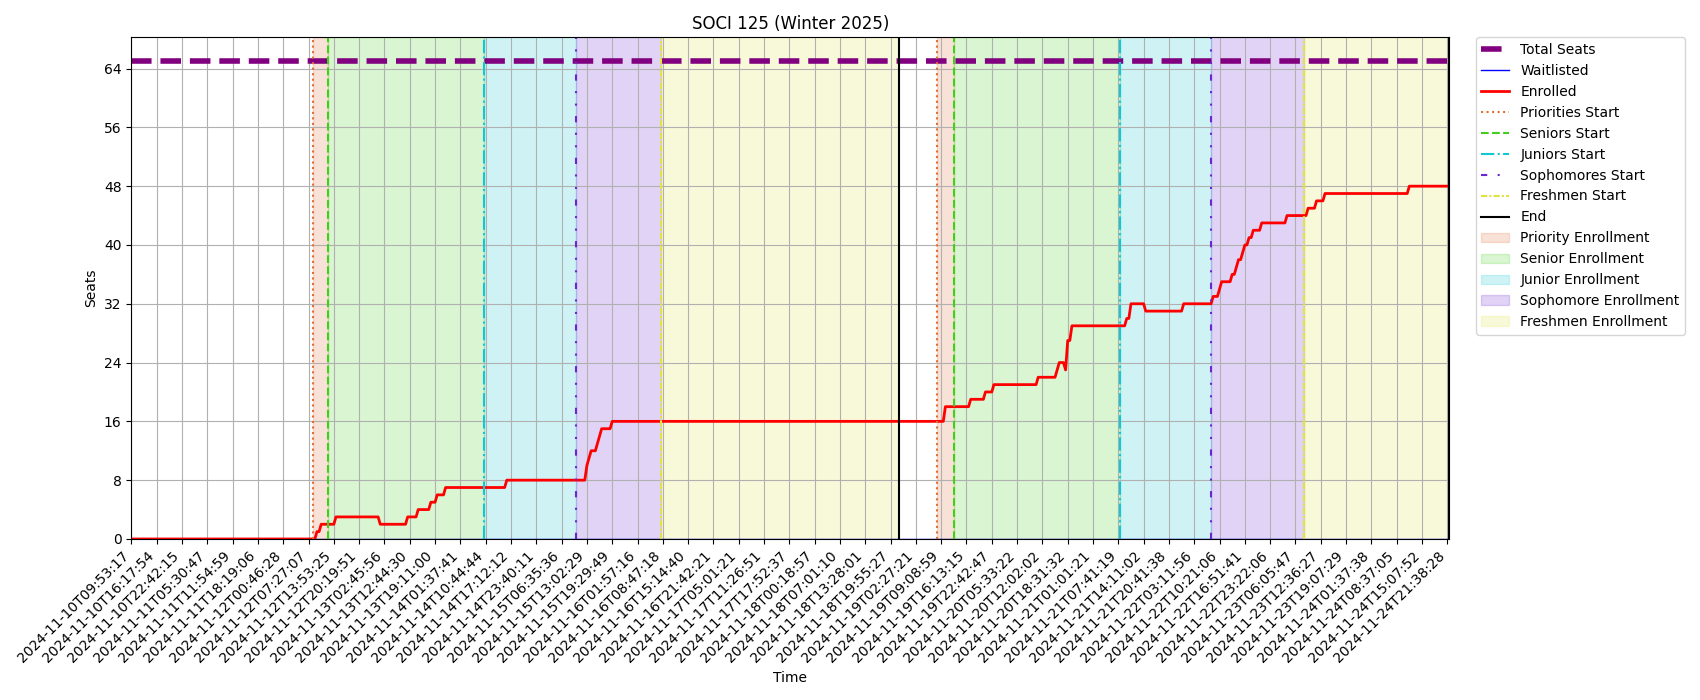 SOCI 125 (Winter 2025)
Seats
64
56
48
40
32
24
16
8
0
2024-11-10T09:53:17
2024-11-10T16:17:54
2024-11-10T22:42:15
2024-11-11T05:30:47
2024-11-11T11:54:59
2024-11-11T18:19:06
2024-11-12T00:46:28
2024-11-12T07:27:07
2024-11-12T13:53:25
2024-11-12T20:19:51
2024-11-13T02:45:56
2024-11-13T12:44:30
2024-11-13T19:11:00
2024-11-14T01:37:41
2024-11-14T10:44:44
2024-11-14T17:12:12
2024-11-14T23:40:11
2024-11-15T06:35:36
2024-11-15T13:02:29
2024-11-15T19:29:49
2024-11-16T01:57:16
2024-11-16T08:47:18
2024-11-16T15:14:40
2024-11-16T21:42:21
2024-11-17T05:01:21
2024-11-17T11:26:51
2024-11-17T17:52:37
2024-11-18T00:18:57
2024-11-18T07:01:10
2024-11-18T13:28:01
2024-11-18T19:55:27
2024-11-19T02:27:21
2024-11-19T09:08:59
2024-11-19T16:13:15
2024-11-19T22:42:47
2024-11-20T05:33:22
2024-11-20T12:02:02
2024-11-20T18:31:32
2024-11-21T01:01:21
2024-11-21T07:41:19
2024-11-21T14:11:02
2024-11-21T20:41:38
2024-11-22T03:11:56
2024-11-22T10:21:06
2024-11-22T16:51:41
2024-11-22T23:22:06
2024-11-23T06:05:47
2024-11-23T12:36:27
2024-11-23T19:07:29
2024-11-24T01:37:38
2024-11-24T08:37:05
2024-11-24T15:07:52
2024-11-24T21:38:28
Time
Total Seats
Waitlisted
Enrolled
Priorities Start
Seniors Start
Juniors Start
Sophomores Start
Freshmen Start
End
Priority Enrollment
Senior Enrollment
Junior Enrollment
Sophomore Enrollment
Freshmen Enrollment